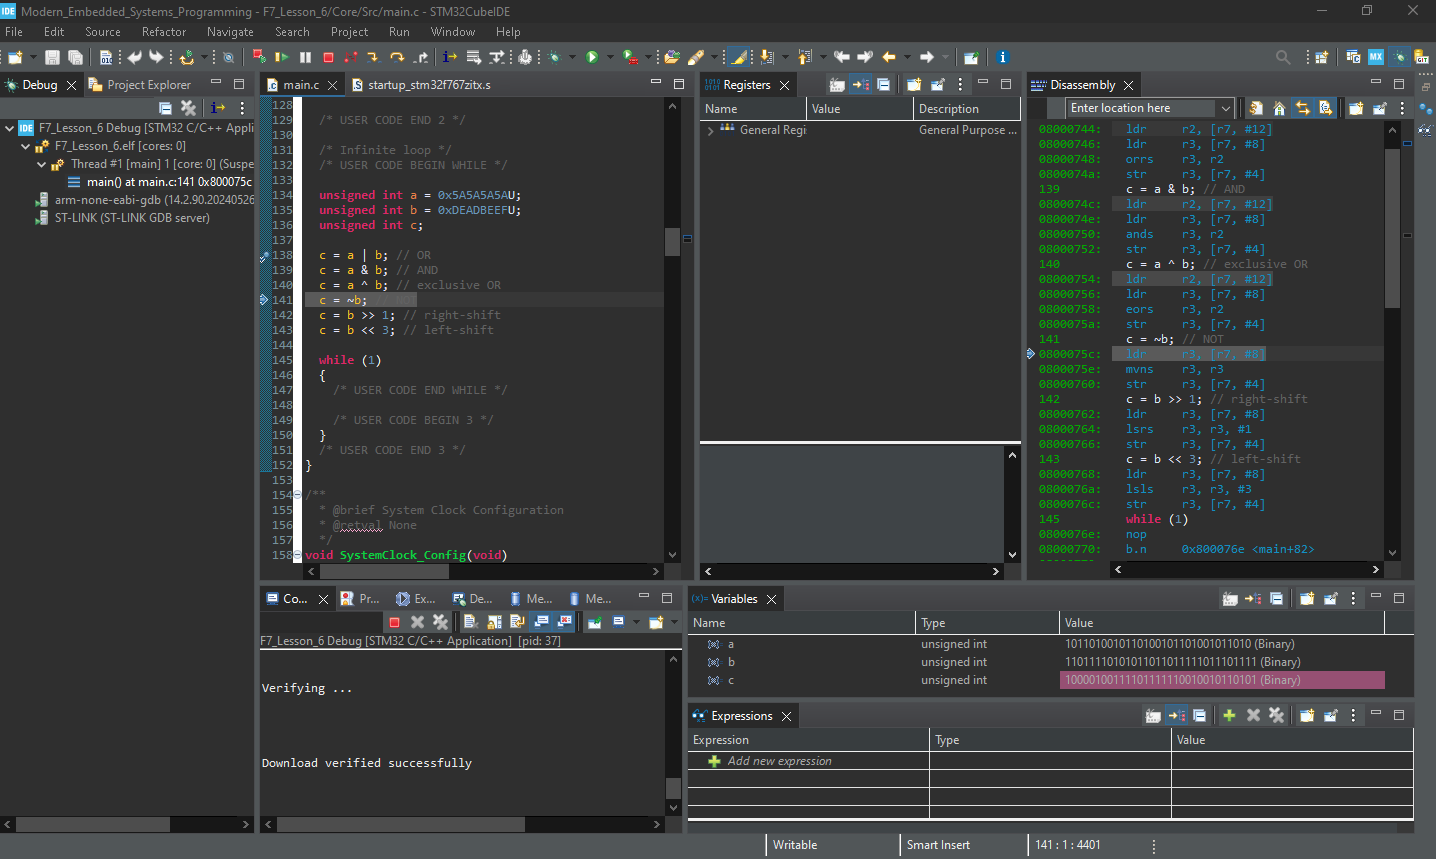 IDE Modern_Embedded_Systems_Programming - F7_Lesson_6/Core/Src/main.c - STM32CubeIDE
File Edit Source Refactor Navigate Search Project Run Window Help
MX
GIT
Debug
Project Explorer
IDE F7_Lesson_6 Debug [STM32 C/C++ Appli
F7_Lesson_6.elf [cores: 0]
Thread #1 [main] 1 [core: 0] (Suspe
main() at main.c:141 0x800075c
arm-none-eabi-gdb (14.2.90.20240526
ST-LINK (ST-LINK GDB server)
main.c
startup_stm32f767zitx.s
128
129 /* USER CODE END 2 */
130
131 /* Infinite loop */
132 /* USER CODE BEGIN WHILE */
133
134 unsigned int a = 0x5A5A5A5AU;
135 unsigned int b = 0xDEADBEEFU;
136 unsigned int c;
137
138 c = a | b; // OR
139 c = a & b; // AND
140 c = a ^ b; // exclusive OR
141 c = ~b; // NOT
142 c = b >> 1; // right-shift
143 c = b << 3; // left-shift
144
145 while (1)
146 {
147 /* USER CODE END WHILE */
148
149 /* USER CODE BEGIN 3 */
150 }
151 /* USER CODE END 3 */
152 }
153
154 /**
155 * @brief System Clock Configuration
156 * @retval None
157 */
158 void SystemClock_Config(void)
Registers
Name Value Description
General Regi General Purpose ...
Disassembly
Enter location here
08000744: ldr r2, [r7, #12]
08000746: ldr r3, [r7, #8]
08000748: orrs r3, r2
0800074a: str r3, [r7, #4]
139 c = a & b; // AND
0800074c: ldr r2, [r7, #12]
0800074e: ldr r3, [r7, #8]
08000750: ands r3, r2
08000752: str r3, [r7, #4]
140 c = a ^ b; // exclusive OR
08000754: ldr r2, [r7, #12]
08000756: ldr r3, [r7, #8]
08000758: eors r3, r2
0800075a: str r3, [r7, #4]
141 c = ~b; // NOT
0800075c: ldr r3, [r7, #8]
0800075e: mvns r3, r3
08000760: str r3, [r7, #4]
142 c = b >> 1; // right-shift
08000762: ldr r3, [r7, #8]
08000764: lsrs r3, r3, #1
08000766: str r3, [r7, #4]
143 c = b << 3; // left-shift
08000768: ldr r3, [r7, #8]
0800076a: lsls r3, r3, #3
0800076c: str r3, [r7, #4]
145 while (1)
0800076e: nop
08000770: b.n 0x800076e <main+82>
Co... Pr... Ex... De... Me... Me...
F7_Lesson_6 Debug [STM32 C/C++ Application] [pid: 37]
Verifying ...
Download verified successfully
(x)= Variables
Name Type Value
a unsigned int 1011010010110100101101001011010 (Binary)
b unsigned int 11011110101011011011111011101111 (Binary)
c unsigned int 10000100111101111110010010110101 (Binary)
Expressions
Expression Type Value
Add new expression
Writable Smart Insert 141 : 1 : 4401